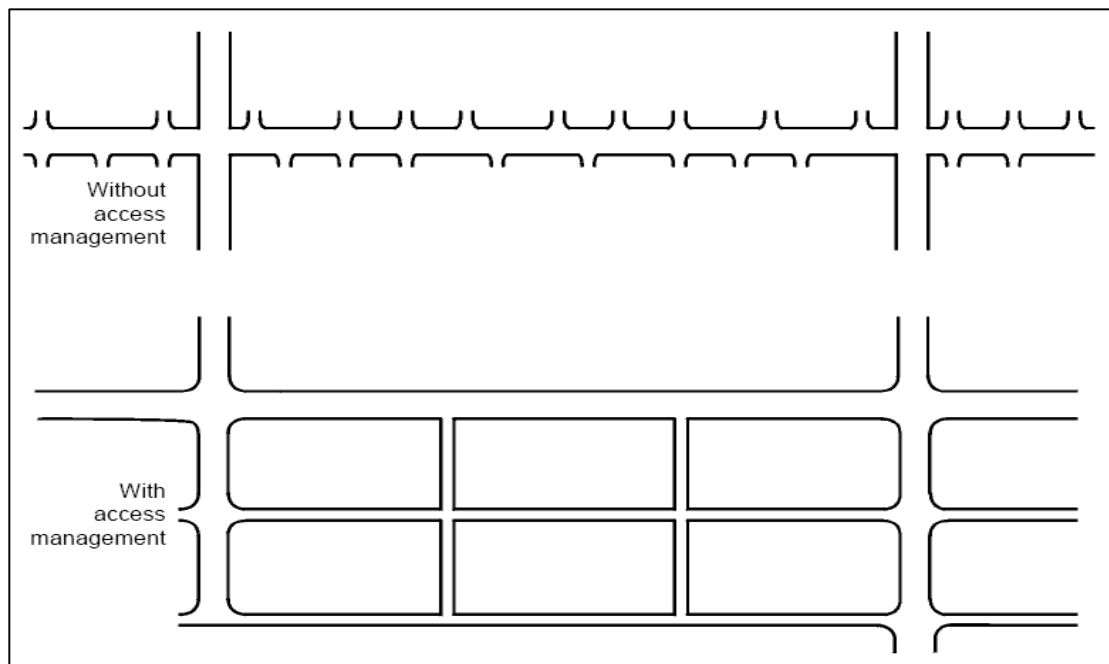 Without
access
management
With
access
management